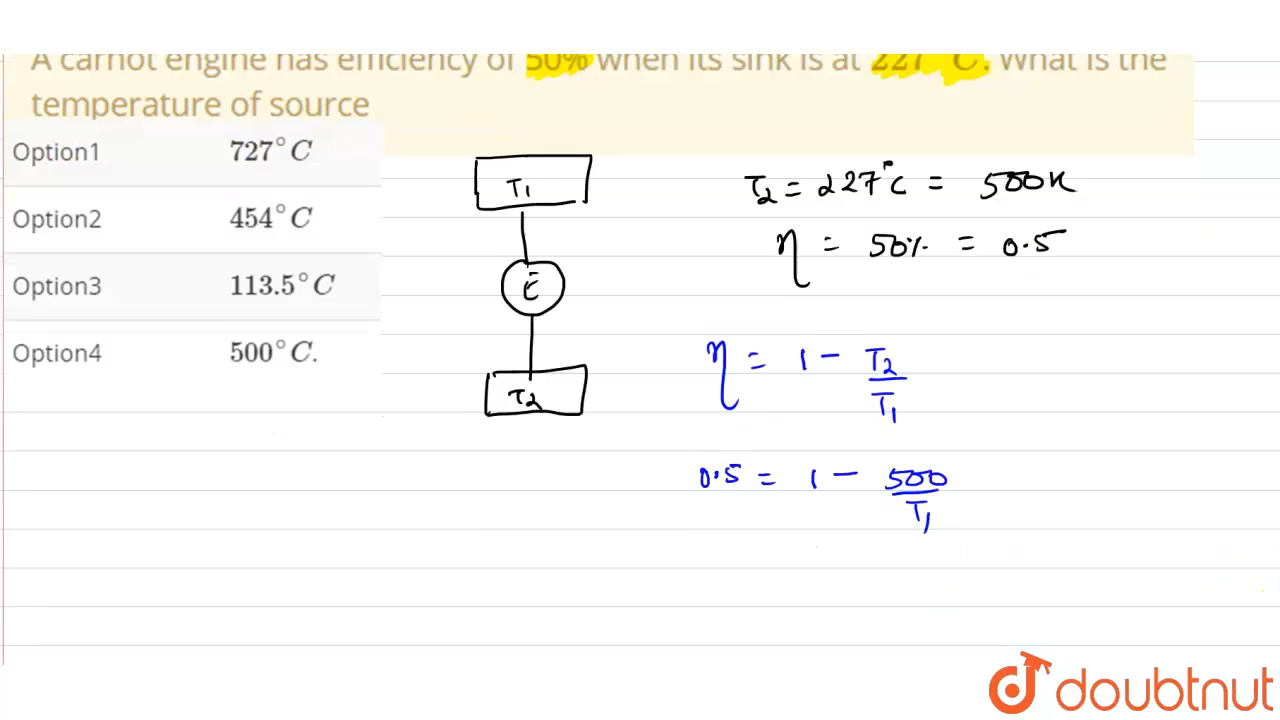 A carnot engine has efficiency of 50% when its sink is at 227° C. What is the
temperature of source
Option1 727° C
Option2 454° C
Option3 113.5° C
Option4 500° C.
T1
E
T2
T2 = 227°C = 500K
η = 50% = 0.5
η = 1 - T2/T1
0.5 = 1 - 500/T1
doubtnut